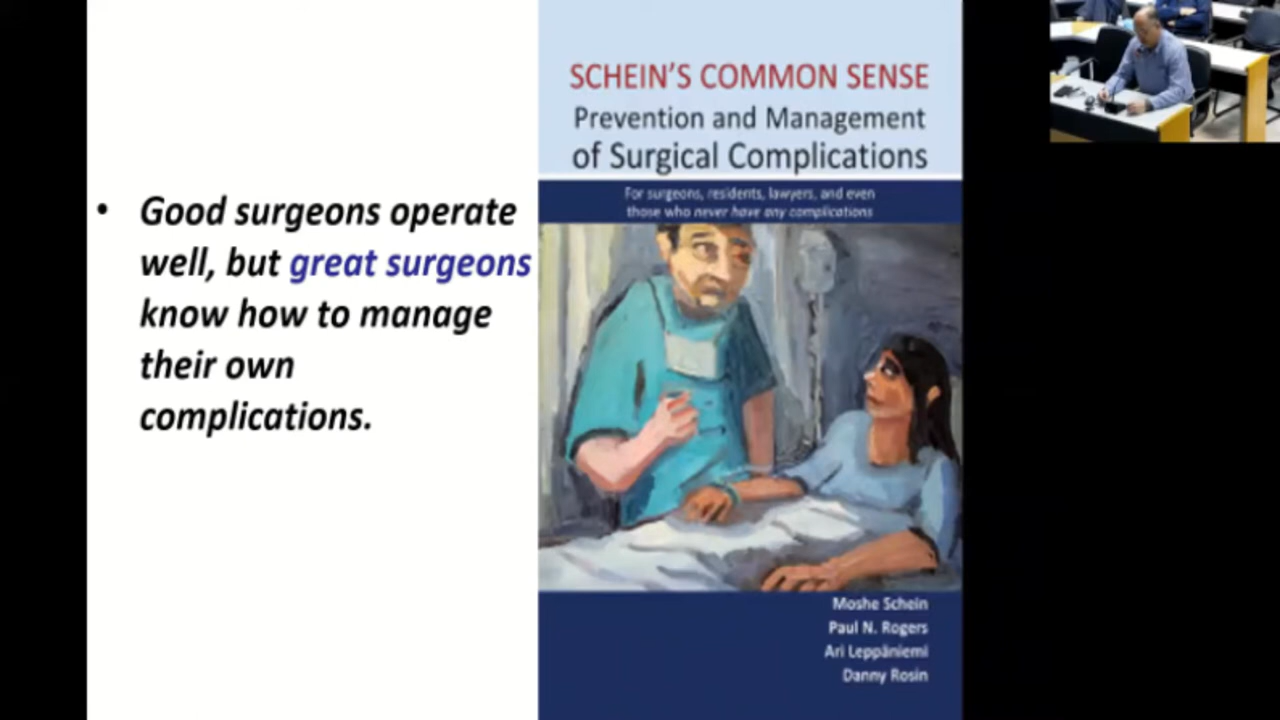 • Good surgeons operate
well, but great surgeons
know how to manage
their own
complications.
SCHEIN'S COMMON SENSE
Prevention and Management
of Surgical Complications
For surgeons, residents, lawyers, and even
those who never have any complications
Moshe Schein
Paul N. Rogers
Ari Leppäniemi
Danny Rosin